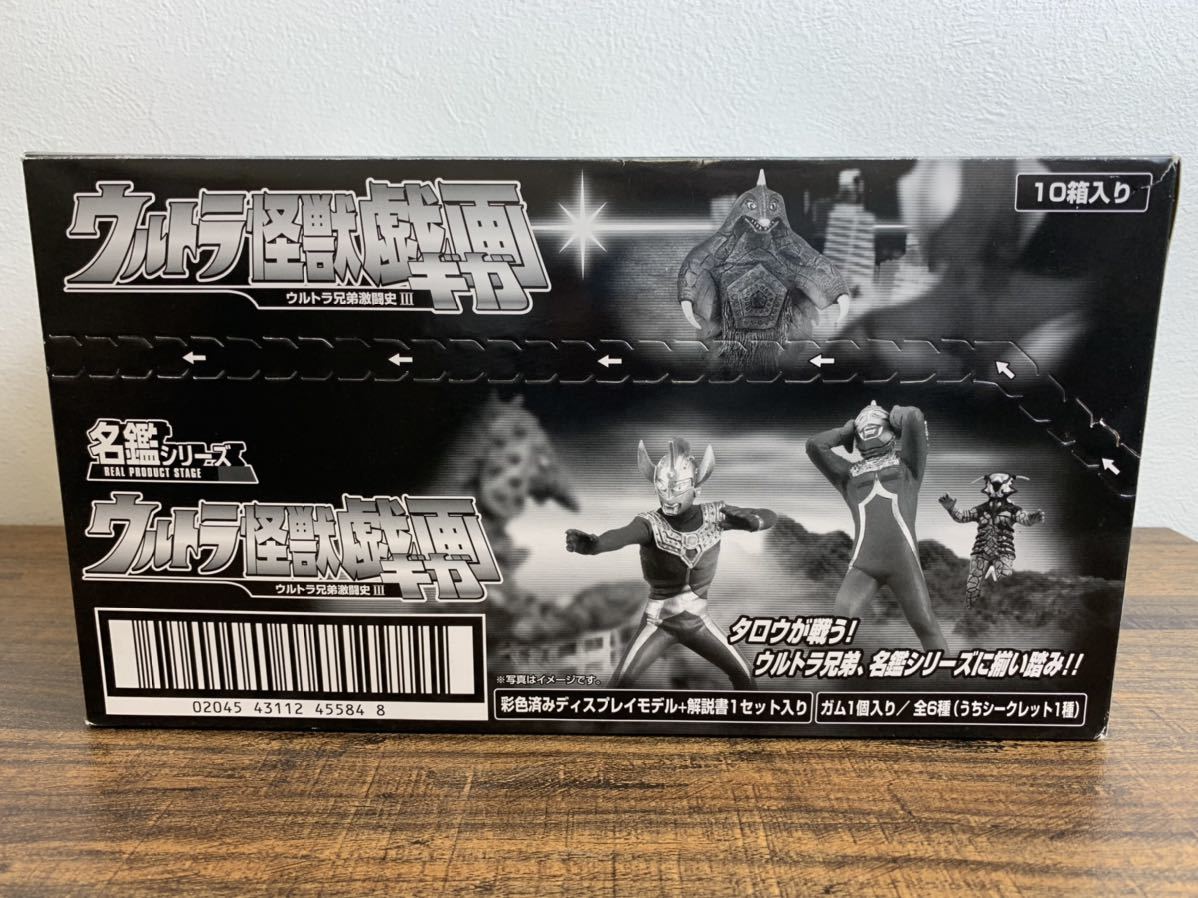 ウルトラ怪獣戯画
ギガ
ウルトラ兄弟激闘史 III
10箱入り
名鑑シリーズ
REAL PRODUCT STAGE
ウルトラ怪獣戯画
ギガ
ウルトラ兄弟激闘史 III
タロウが戦う!
ウルトラ兄弟、名鑑シリーズに揃い踏み!!
※写真はイメージです。
02045 43112 45584 8
彩色済みディスプレイモデル+解説書1セット入り
ガム1個入り/全6種(うちシークレット1種)